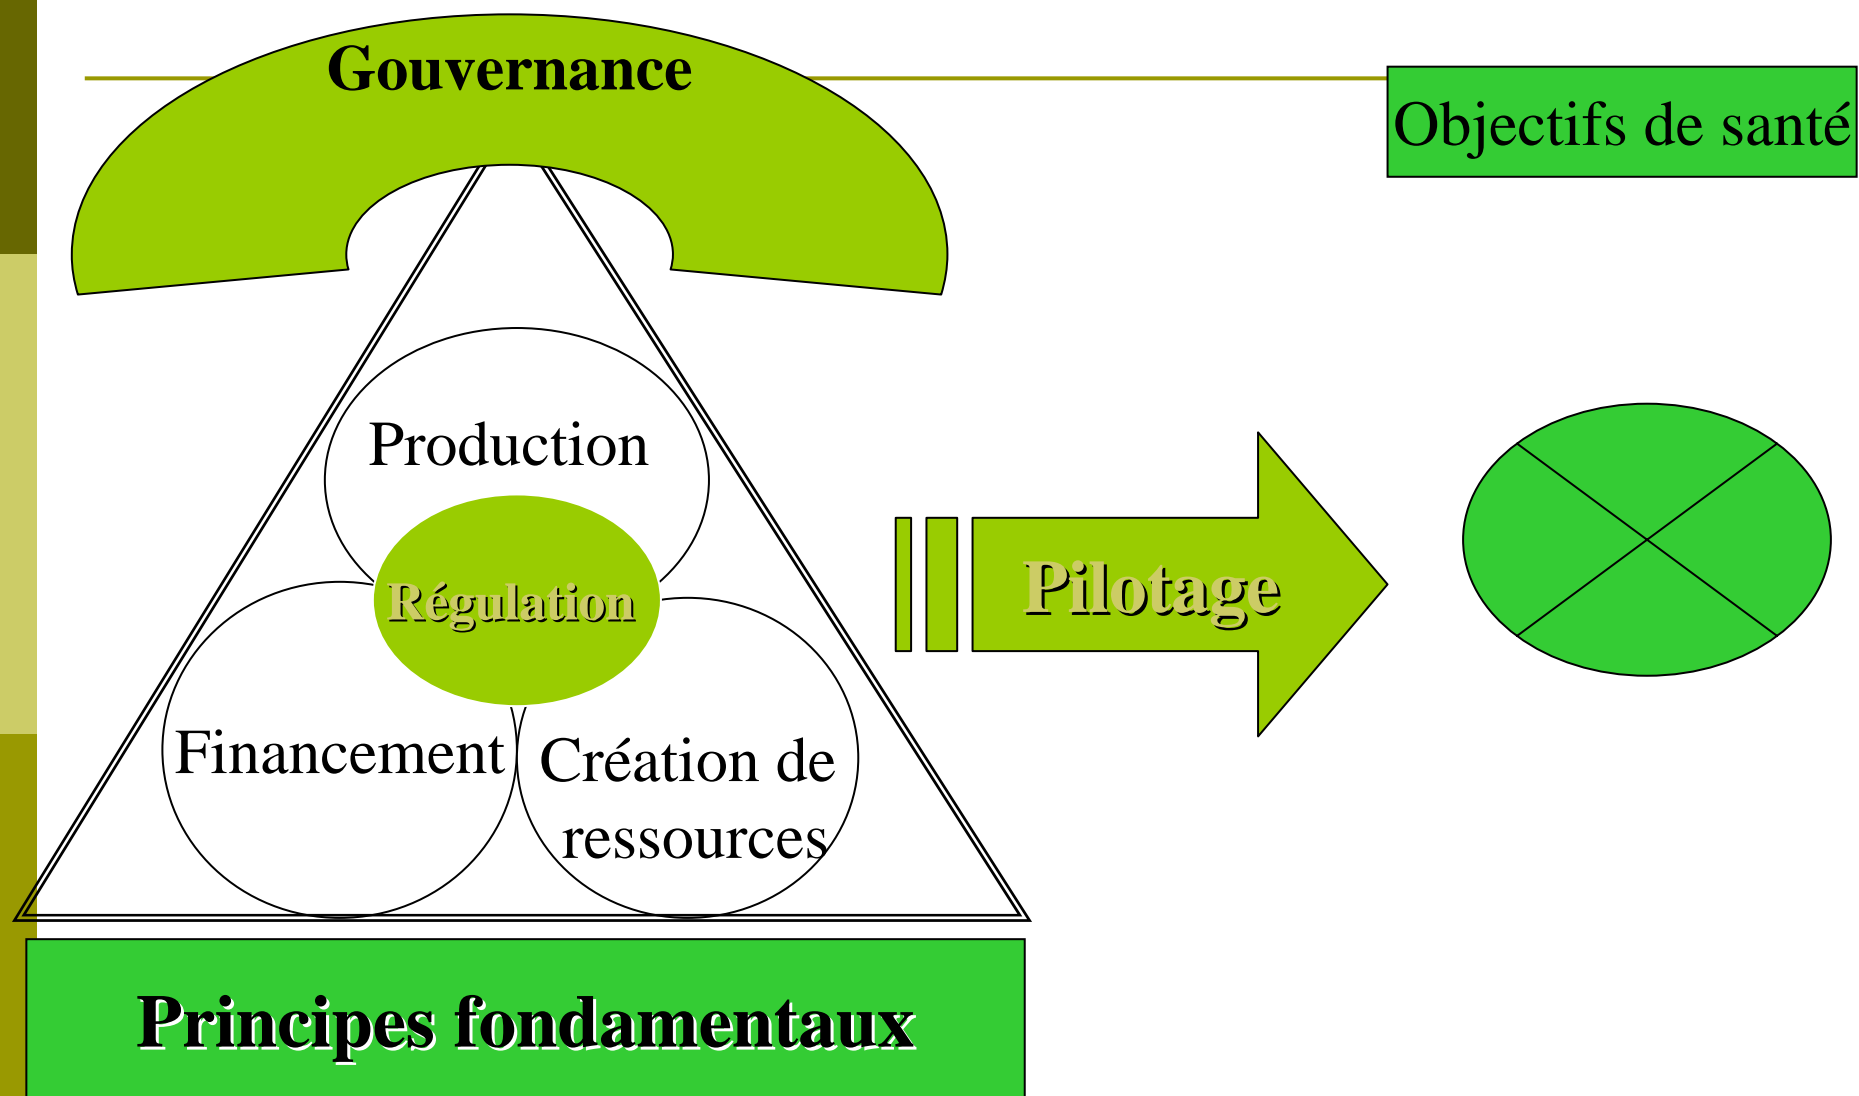 Gouvernance
Objectifs de santé
Production
Régulation
Pilotage
Financement
Création de
ressources
Principes fondamentaux